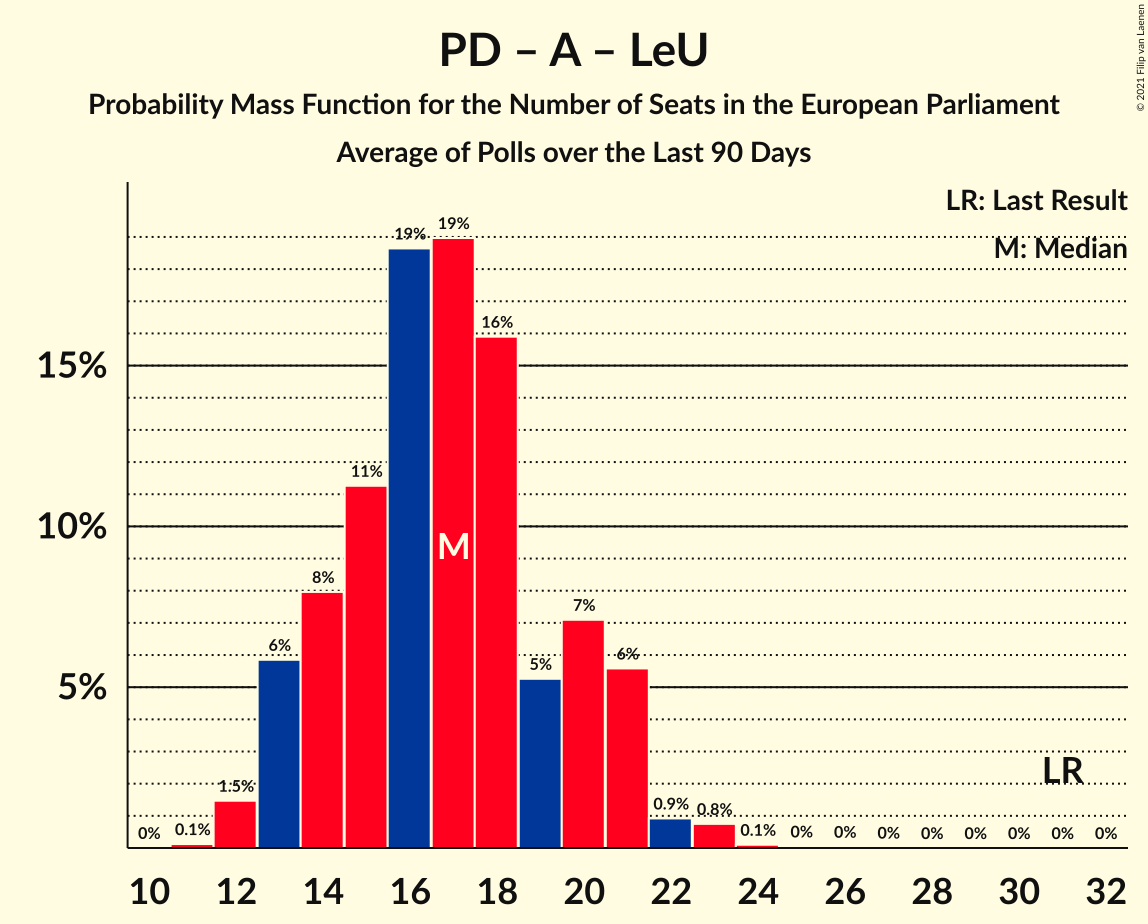 PD – A – LeU
Probability Mass Function for the Number of Seats in the European Parliament
Average of Polls over the Last 90 Days
© 2021 Filip van Laenen
LR: Last Result
M: Median
15%
10%
5%
0%
0.1%
1.5%
6%
8%
11%
19%
19%
16%
5%
7%
6%
0.9%
0.8%
0.1%
0%
0%
0%
0%
0%
0%
0%
0%
M
LR
10 12 14 16 18 20 22 24 26 28 30 32